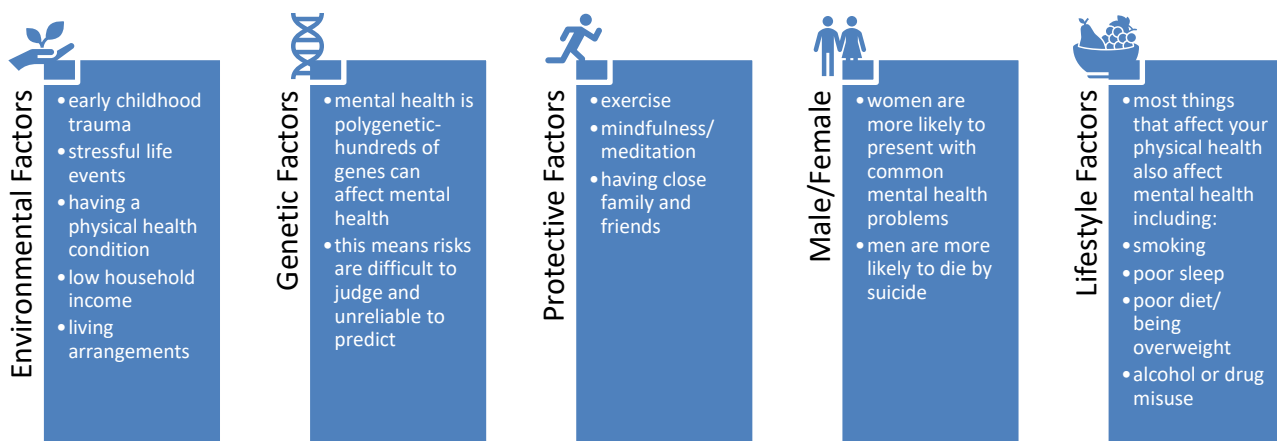 Environmental Factors
•early childhood
trauma
•stressful life
events
•having a
physical health
condition
•low household
income
•living
arrangements
Genetic Factors
•mental health is
polygenetic-
hundreds of
genes can
affect mental
health
•this means risks
are difficult to
judge and
unreliable to
predict
Protective Factors
•exercise
•mindfulness/
meditation
•having close
family and
friends
Male/Female
•women are
more likely to
present with
common
mental health
problems
•men are more
likely to die by
suicide
Lifestyle Factors
•most things
that affect your
physical health
also affect
mental health
including:
•smoking
•poor sleep
•poor diet/
being
overweight
•alcohol or drug
misuse